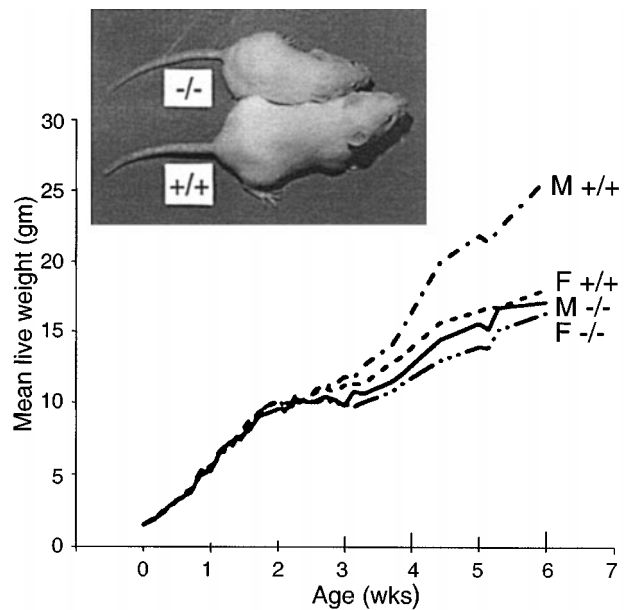 -/-
+/+
30
25
20
15
10
5
0
Mean live weight (gm)
M +/+
F +/+
M -/-
F -/-
0 1 2 3 4 5 6 7
Age (wks)